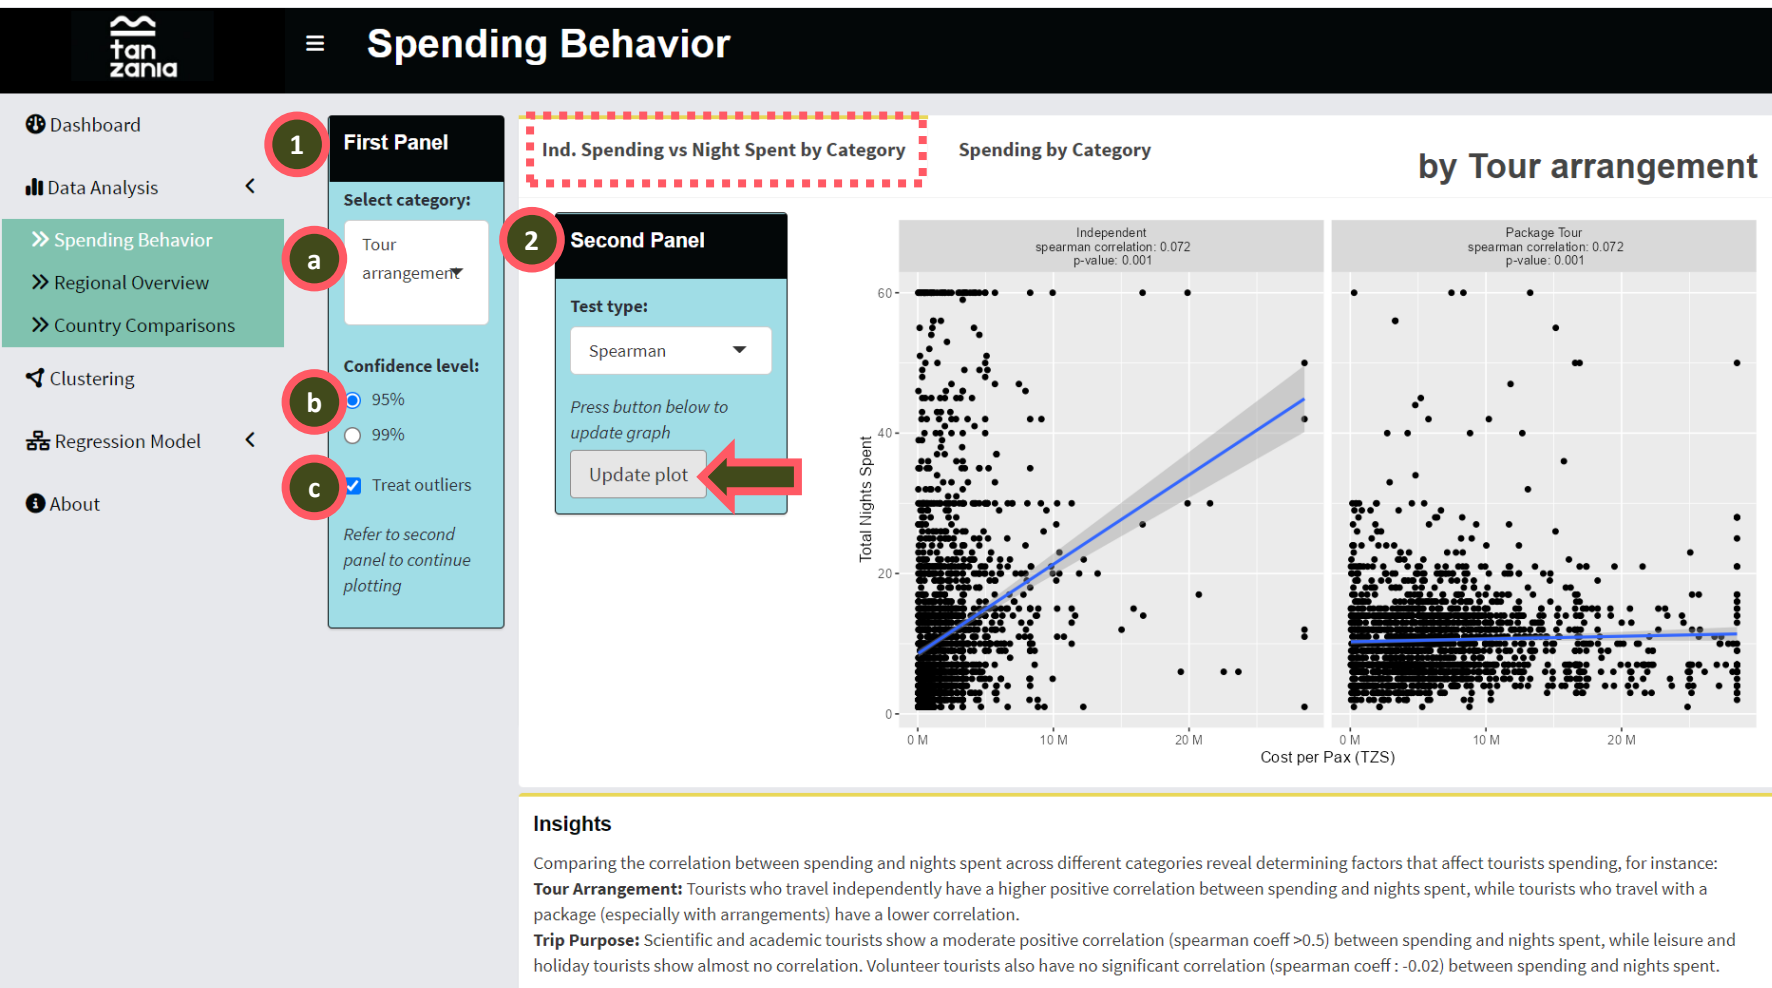 tan
zania
Spending Behavior
Dashboard
Data Analysis
Spending Behavior
Regional Overview
Country Comparisons
Clustering
Regression Model
About
1
First Panel
Select category:
a
Tour
arrangement
Confidence level:
b
95%
99%
c
Treat outliers
Refer to second
panel to continue
plotting
Ind. Spending vs Night Spent by Category
Spending by Category
by Tour arrangement
2
Second Panel
Test type:
Spearman
Press button below to
update graph
Update plot
Independent
spearman correlation: 0.072
p-value: 0.001
Package Tour
spearman correlation: 0.072
p-value: 0.001
Total Nights Spent
60
40
20
0
0 M
10 M
20 M
0 M
10 M
20 M
Cost per Pax (TZS)
Insights
Comparing the correlation between spending and nights spent across different categories reveal determining factors that affect tourists spending, for instance:
Tour Arrangement: Tourists who travel independently have a higher positive correlation between spending and nights spent, while tourists who travel with a
package (especially with arrangements) have a lower correlation.
Trip Purpose: Scientific and academic tourists show a moderate positive correlation (spearman coeff >0.5) between spending and nights spent, while leisure and
holiday tourists show almost no correlation. Volunteer tourists also have no significant correlation (spearman coeff : -0.02) between spending and nights spent.